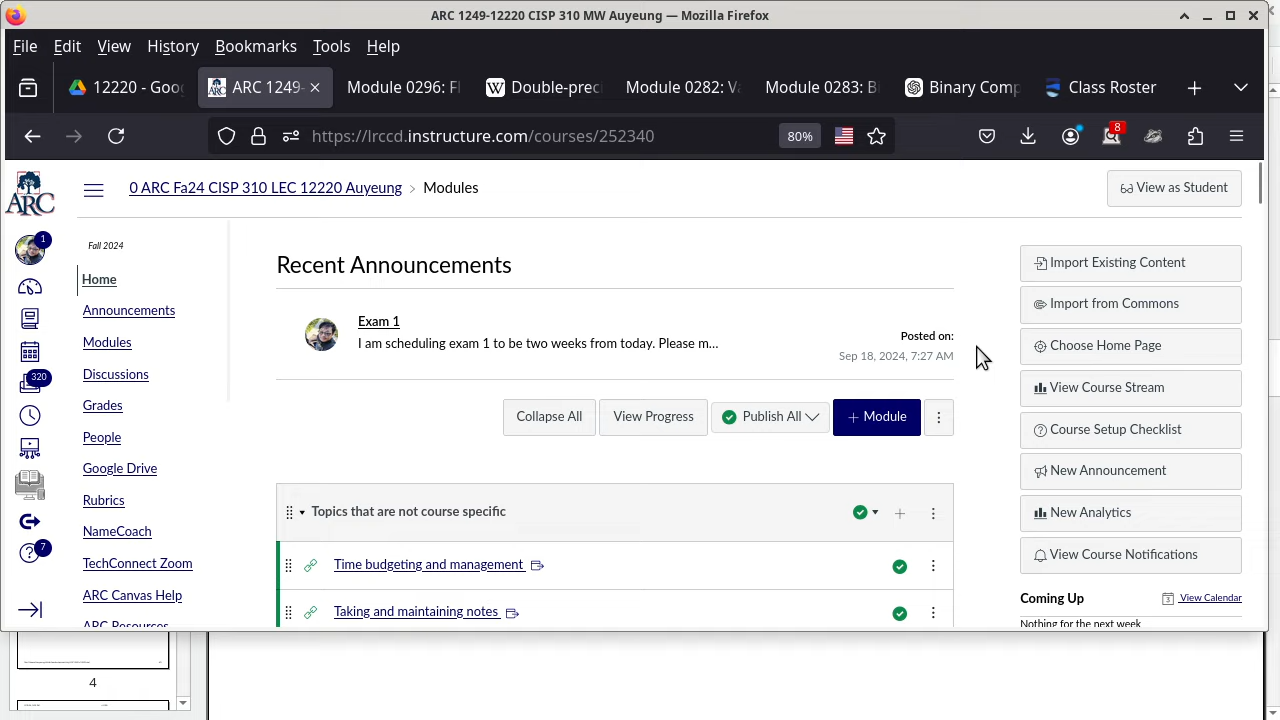 ARC 1249-12220 CISP 310 MW Auyeung — Mozilla Firefox
File Edit View History Bookmarks Tools Help
12220 - Goo
ARC 1249-
Module 0296: Fl
Double-prec
Module 0282: Va
Module 0283: Bi
Binary Comp
Class Roster
https://lrccd.instructure.com/courses/252340
80%
8
ARC
0 ARC Fa24 CISP 310 LEC 12220 Auyeung > Modules
View as Student
1
320
7
Fall 2024
Home
Announcements
Modules
Discussions
Grades
People
Google Drive
Rubrics
NameCoach
TechConnect Zoom
ARC Canvas Help
ARC Resources
Recent Announcements
Exam 1
I am scheduling exam 1 to be two weeks from today. Please m...
Posted on:
Sep 18, 2024, 7:27 AM
Collapse All
View Progress
Publish All
+ Module
Topics that are not course specific
Time budgeting and management
Taking and maintaining notes
Import Existing Content
Import from Commons
Choose Home Page
View Course Stream
Course Setup Checklist
New Announcement
New Analytics
View Course Notifications
Coming Up
View Calendar
Nothing for the next week
4